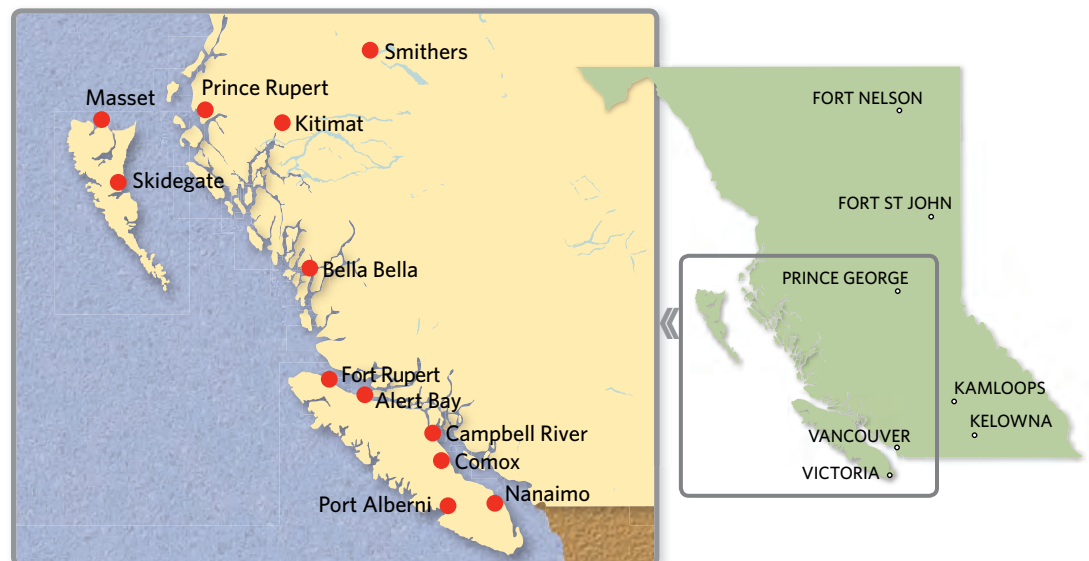 Smithers
Masset
Prince Rupert
Kitimat
Skidegate
Bella Bella
Fort Rupert
Alert Bay
Campbell River
Comox
Nanaimo
Port Alberni
FORT NELSON
FORT ST JOHN
PRINCE GEORGE
KAMLOOPS
KELOWNA
VANCOUVER
VICTORIA